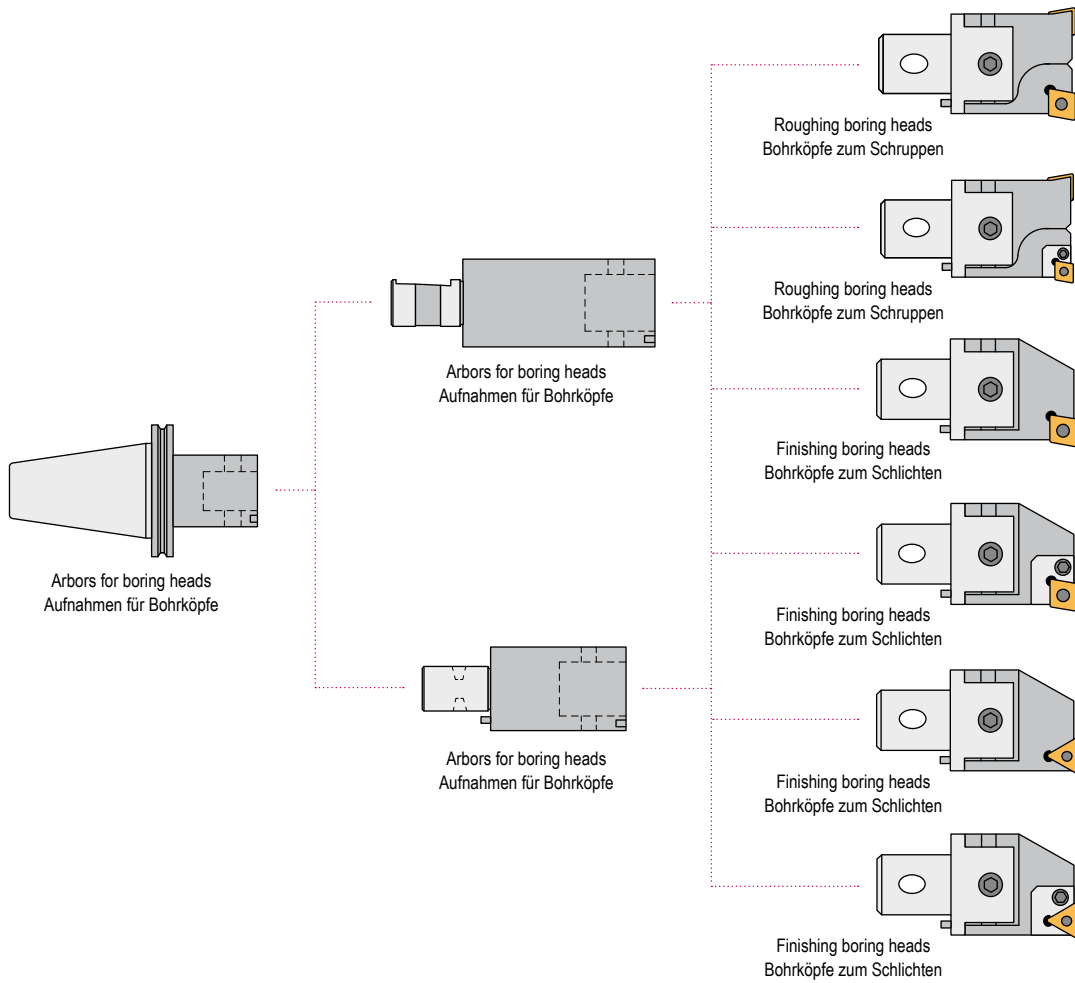 Roughing boring heads
Bohrköpfe zum Schruppen
Roughing boring heads
Bohrköpfe zum Schruppen
Arbors for boring heads
Aufnahmen für Bohrköpfe
Finishing boring heads
Bohrköpfe zum Schlichten
Arbors for boring heads
Aufnahmen für Bohrköpfe
Finishing boring heads
Bohrköpfe zum Schlichten
Arbors for boring heads
Aufnahmen für Bohrköpfe
Finishing boring heads
Bohrköpfe zum Schlichten
Finishing boring heads
Bohrköpfe zum Schlichten